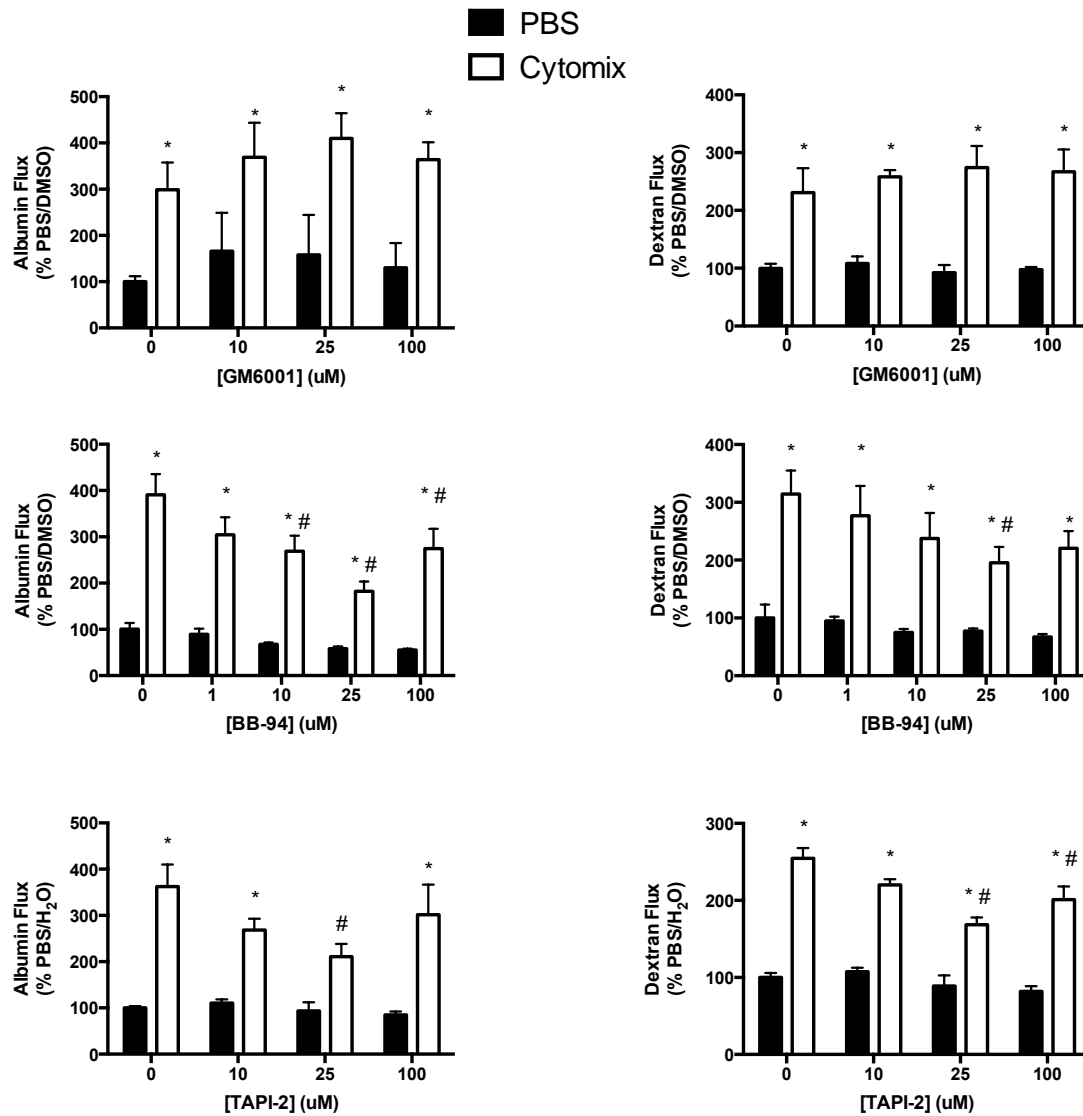 PBS
Cytomix
Albumin Flux
(% PBS/DMSO)
500
400
300
200
100
0
* * * *
0 10 25 100
[GM6001] (uM)
Dextran Flux
(% PBS/DMSO)
400
300
200
100
0
* * * *
0 10 25 100
[GM6001] (uM)
Albumin Flux
(% PBS/DMSO)
500
400
300
200
100
0
* * * # * # * #
0 1 10 25 100
[BB-94] (uM)
Dextran Flux
(% PBS/DMSO)
400
300
200
100
0
* * * * # *
0 1 10 25 100
[BB-94] (uM)
Albumin Flux
(% PBS/H₂O)
500
400
300
200
100
0
* * # *
0 10 25 100
[TAPI-2] (uM)
Dextran Flux
(% PBS/H₂O)
300
200
100
0
* * * # * #
0 10 25 100
[TAPI-2] (uM)